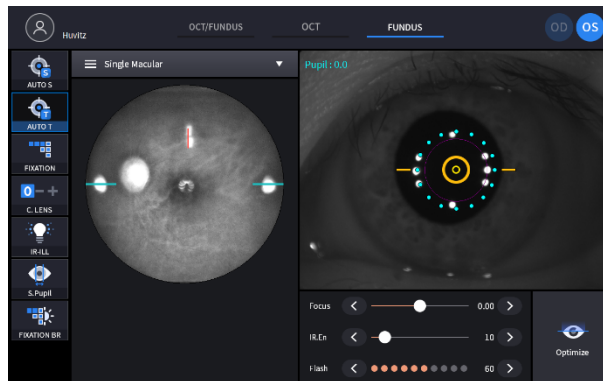 Huvitz
OCT/FUNDUS
OCT
FUNDUS
OD
OS
S
AUTO S
T
AUTO T
FIXATION
0 - +
C. LENS
IR-ILL
S.Pupil
FIXATION BR
Single Macular
Pupil : 0.0
Focus
0.00
IR.En
10
Flash
60
Optimize